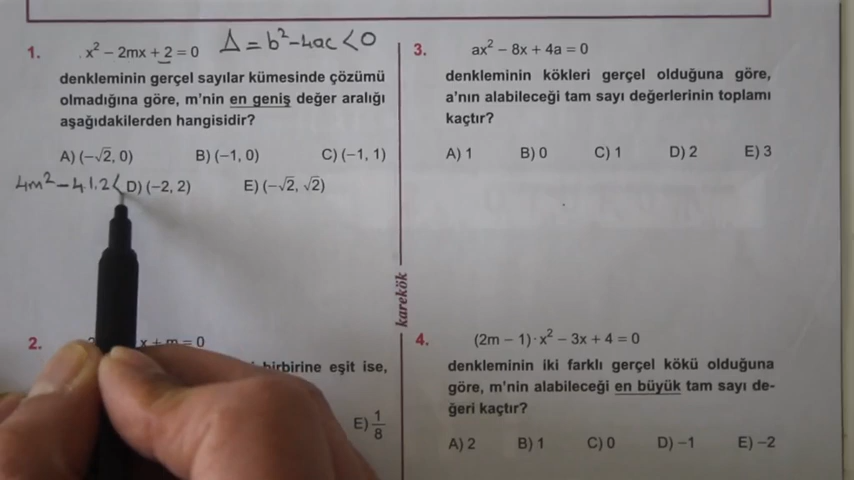 1. x² − 2mx + 2 = 0 Δ = b² − 4ac < 0
denkleminin gerçel sayılar kümesinde çözümü
olmadığına göre, m'nin en geniş değer aralığı
aşağıdakilerden hangisidir?
A) (−√2, 0) B) (−1, 0) C) (−1, 1)
4m² − 4.1.2 < D) (−2, 2) E) (−√2, √2)
2. x + m = 0
birbirine eşit ise,
E) 1/8
karekök
3. ax² − 8x + 4a = 0
denkleminin kökleri gerçel olduğuna göre,
a'nın alabileceği tam sayı değerlerinin toplamı
kaçtır?
A) 1 B) 0 C) 1 D) 2 E) 3
4. (2m − 1)·x² − 3x + 4 = 0
denkleminin iki farklı gerçel kökü olduğuna
göre, m'nin alabileceği en büyük tam sayı de-
ğeri kaçtır?
A) 2 B) 1 C) 0 D) −1 E) −2